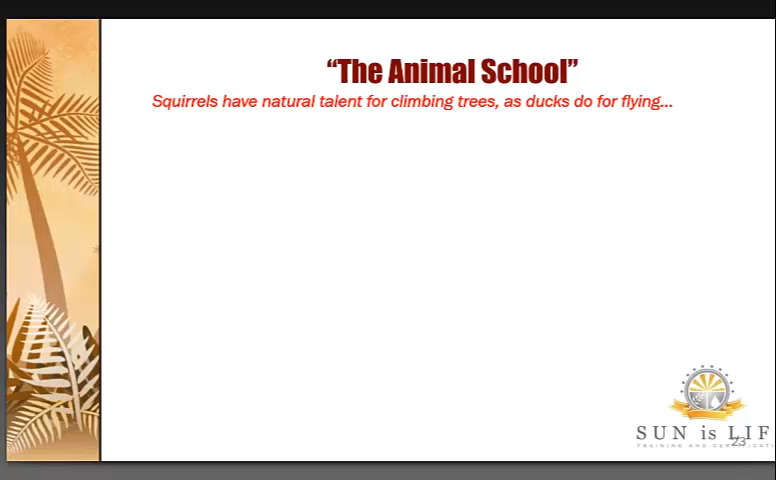 “The Animal School”
Squirrels have natural talent for climbing trees, as ducks do for flying...
SUN is LIF
23